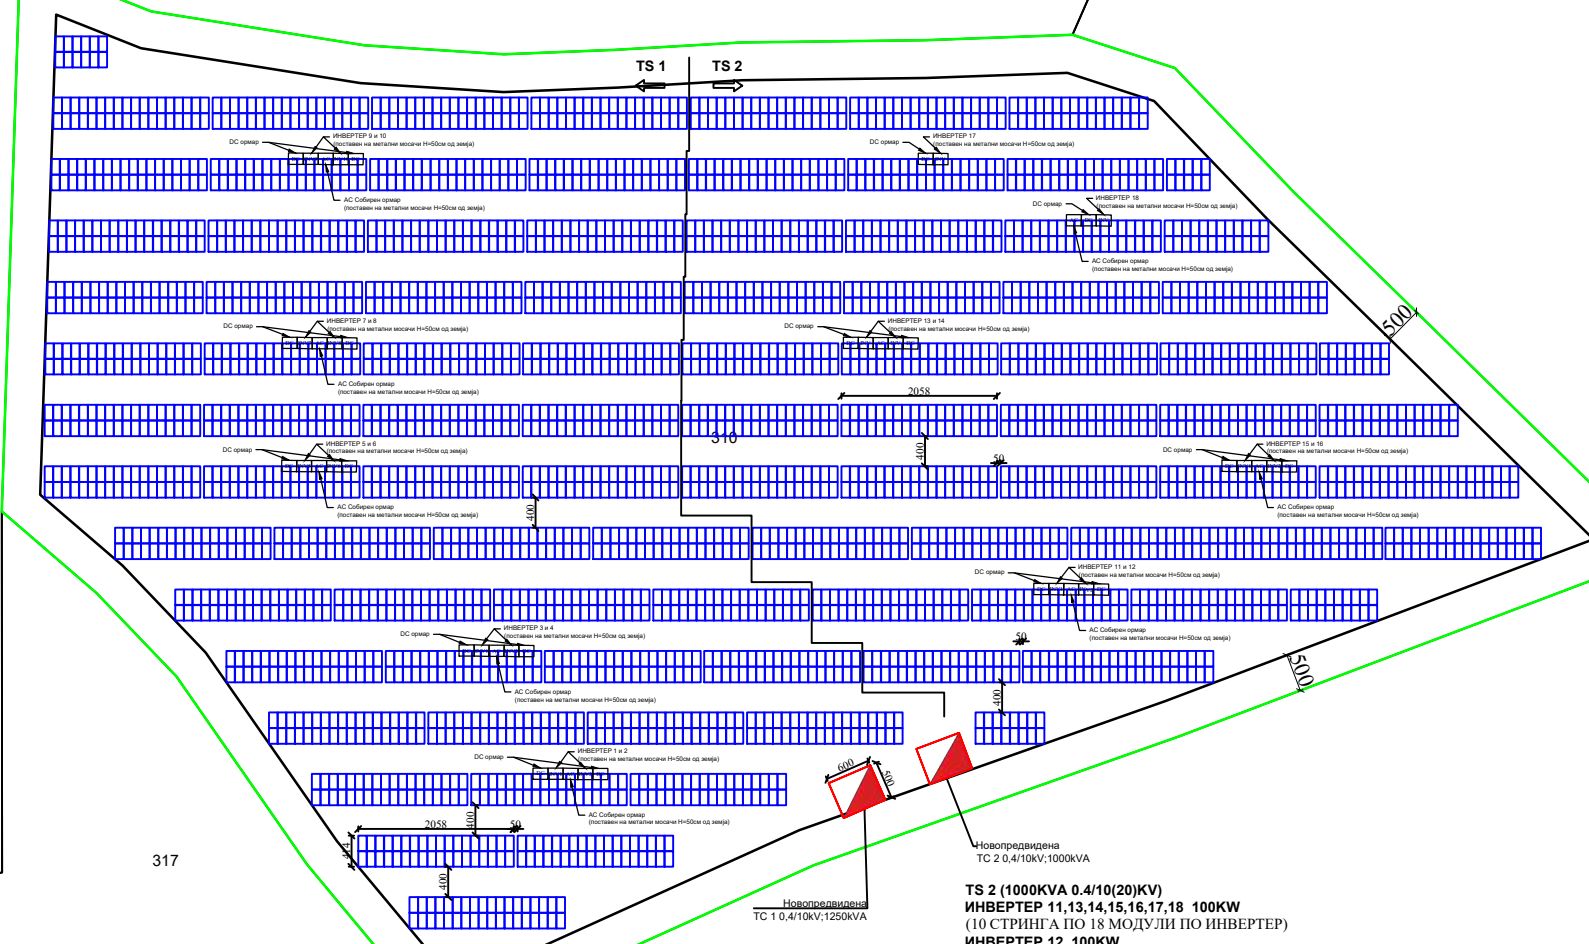 TS 1
TS 2
ИНВЕРТЕР 9 и 10
(поставен на метални мосачи H=50см од земја)
DC ормар
АС Собирен ормар
(поставен на метални мосачи H=50см од земја)
ИНВЕРТЕР 17
(поставен на метални мосачи H=50см од земја)
DC ормар
ИНВЕРТЕР 18
(поставен на метални мосачи H=50см од земја)
DC ормар
АС Собирен ормар
(поставен на метални мосачи H=50см од земја)
ИНВЕРТЕР 7 и 8
(поставен на метални мосачи H=50см од земја)
DC ормар
АС Собирен ормар
(поставен на метални мосачи H=50см од земја)
ИНВЕРТЕР 13 и 14
(поставен на метални мосачи H=50см од земја)
DC ормар
500
2058
310
400
50
ИНВЕРТЕР 5 и 6
(поставен на метални мосачи H=50см од земја)
DC ормар
АС Собирен ормар
(поставен на метални мосачи H=50см од земја)
ИНВЕРТЕР 15 и 16
(поставен на метални мосачи H=50см од земја)
DC ормар
АС Собирен ормар
(поставен на метални мосачи H=50см од земја)
400
ИНВЕРТЕР 11 и 12
(поставен на метални мосачи H=50см од земја)
DC ормар
АС Собирен ормар
(поставен на метални мосачи H=50см од земја)
ИНВЕРТЕР 3 и 4
(поставен на метални мосачи H=50см од земја)
DC ормар
АС Собирен ормар
(поставен на метални мосачи H=50см од земја)
50
400
500
ИНВЕРТЕР 1 и 2
(поставен на метални мосачи H=50см од земја)
DC ормар
АС Собирен ормар
(поставен на метални мосачи H=50см од земја)
600
500
2058
50
400
414
400
317
Новопредвидена
ТС 2 0,4/10kV;1000kVA
Новопредвидена
ТС 1 0,4/10kV;1250kVA
TS 2 (1000KVA 0.4/10(20)KV)
ИНВЕРТЕР 11,13,14,15,16,17,18 100KW
(10 СТРИНГА ПО 18 МОДУЛИ ПО ИНВЕРТЕР)
ИНВЕРТЕР 12 100KW